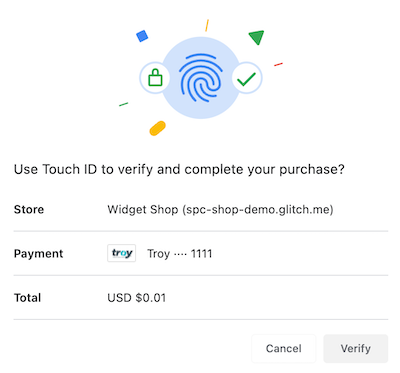 Use Touch ID to verify and complete your purchase?
Store Widget Shop (spc-shop-demo.glitch.me)
Payment troy Troy ···· 1111
Total USD $0.01
Cancel Verify